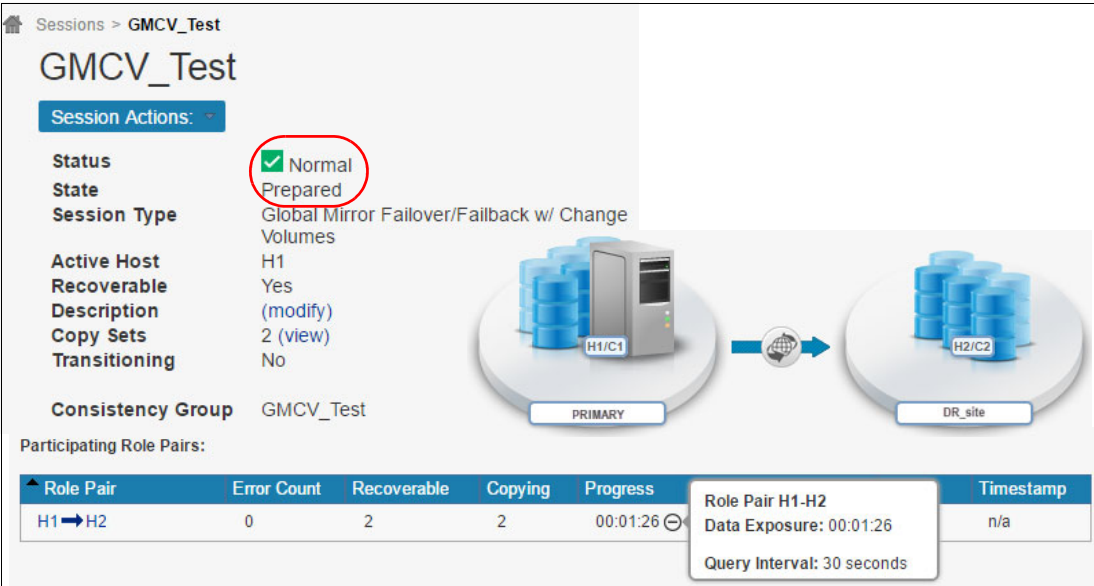 Sessions > GMCV_Test
GMCV_Test
Session Actions:
Status Normal
State Prepared
Session Type Global Mirror Failover/Failback w/ Change
Volumes
Active Host H1
Recoverable Yes
Description (modify)
Copy Sets 2 (view)
Transitioning No
Consistency Group GMCV_Test
H1/C1
PRIMARY
H2/C2
DR_site
Participating Role Pairs:
Role Pair Error Count Recoverable Copying Progress Timestamp
H1 H2 0 2 2 00:01:26 n/a
Role Pair H1-H2
Data Exposure: 00:01:26
Query Interval: 30 seconds